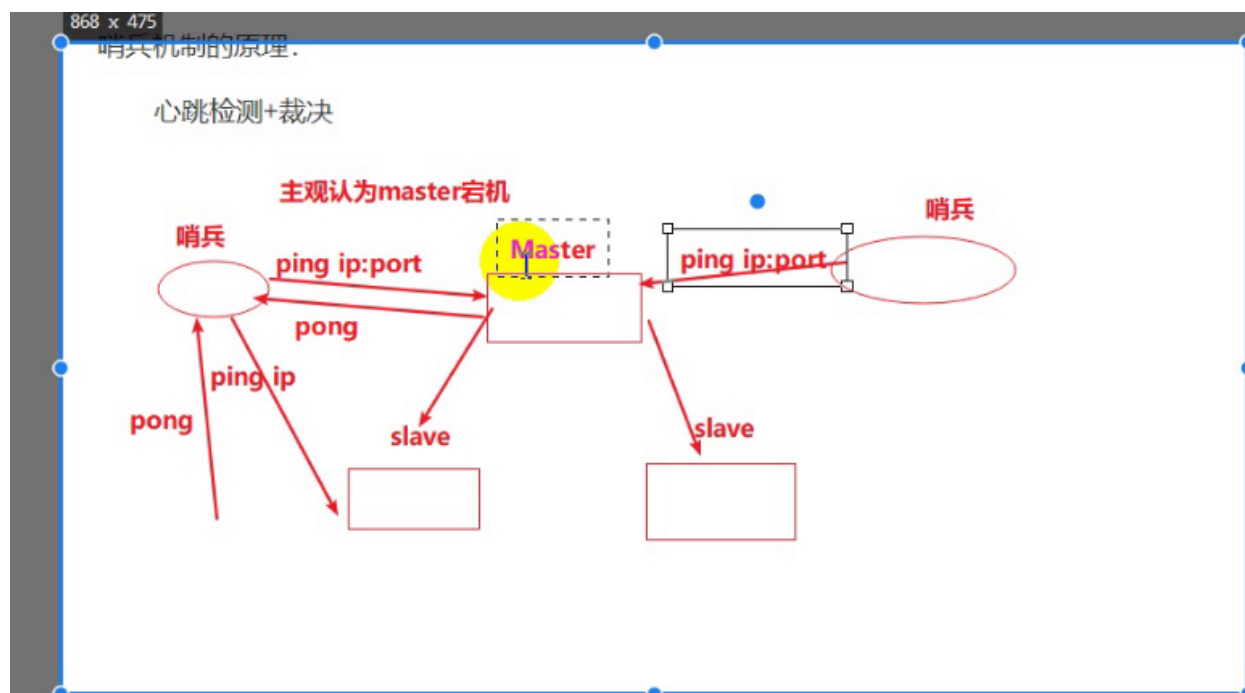 868 x 475
哨兵机制的原理：
心跳检测+裁决
主观认为master宕机
哨兵
哨兵
Master
ping ip:port
ping ip:port
pong
ping ip
pong
slave
slave